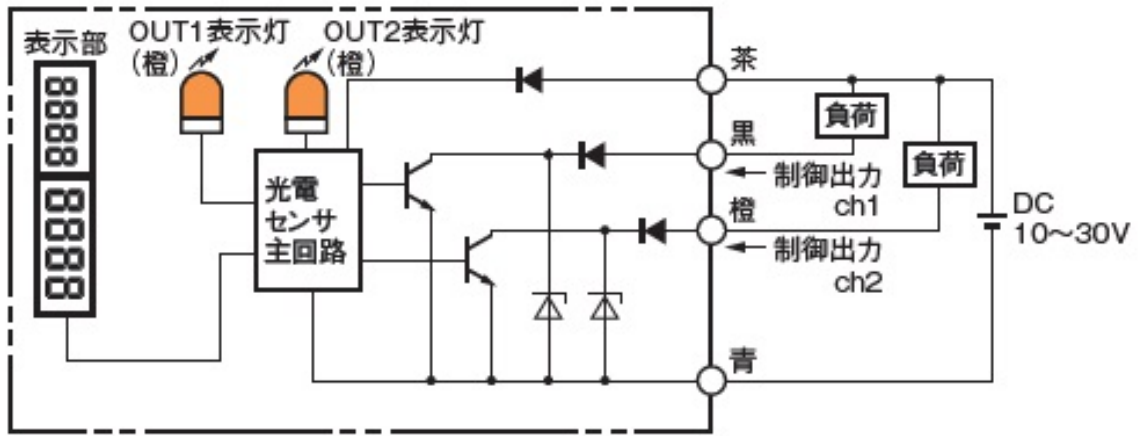 表示部
OUT1表示灯
(橙)
OUT2表示灯
(橙)
8888
8888
光電
センサ
主回路
茶
黒
負荷
制御出力
ch1
負荷
橙
制御出力
ch2
DC
10〜30V
青